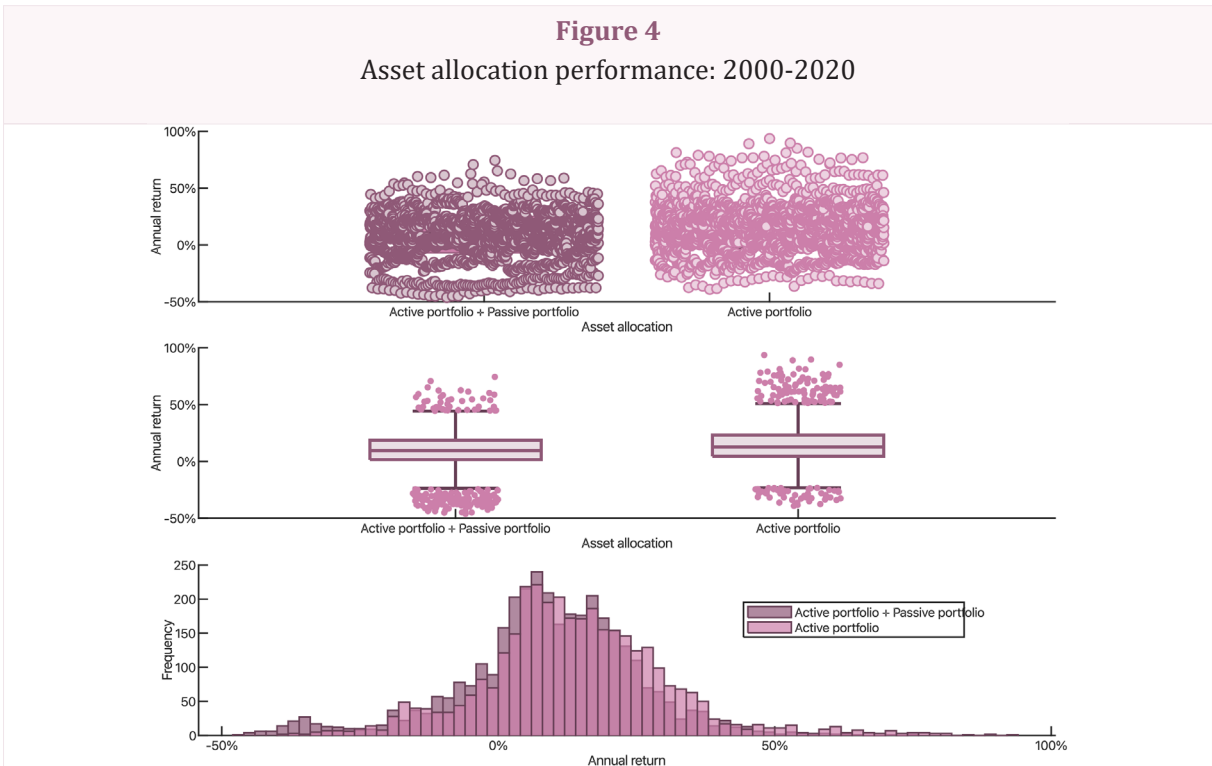 Figure 4
Asset allocation performance: 2000-2020
100%
50%
0%
-50%
Annual return
Active portfolio + Passive portfolio
Active portfolio
Asset allocation
100%
50%
0%
-50%
Annual return
Active portfolio + Passive portfolio
Active portfolio
Asset allocation
250
200
150
100
50
0
Frequency
Active portfolio + Passive portfolio
Active portfolio
-50%
0%
50%
100%
Annual return